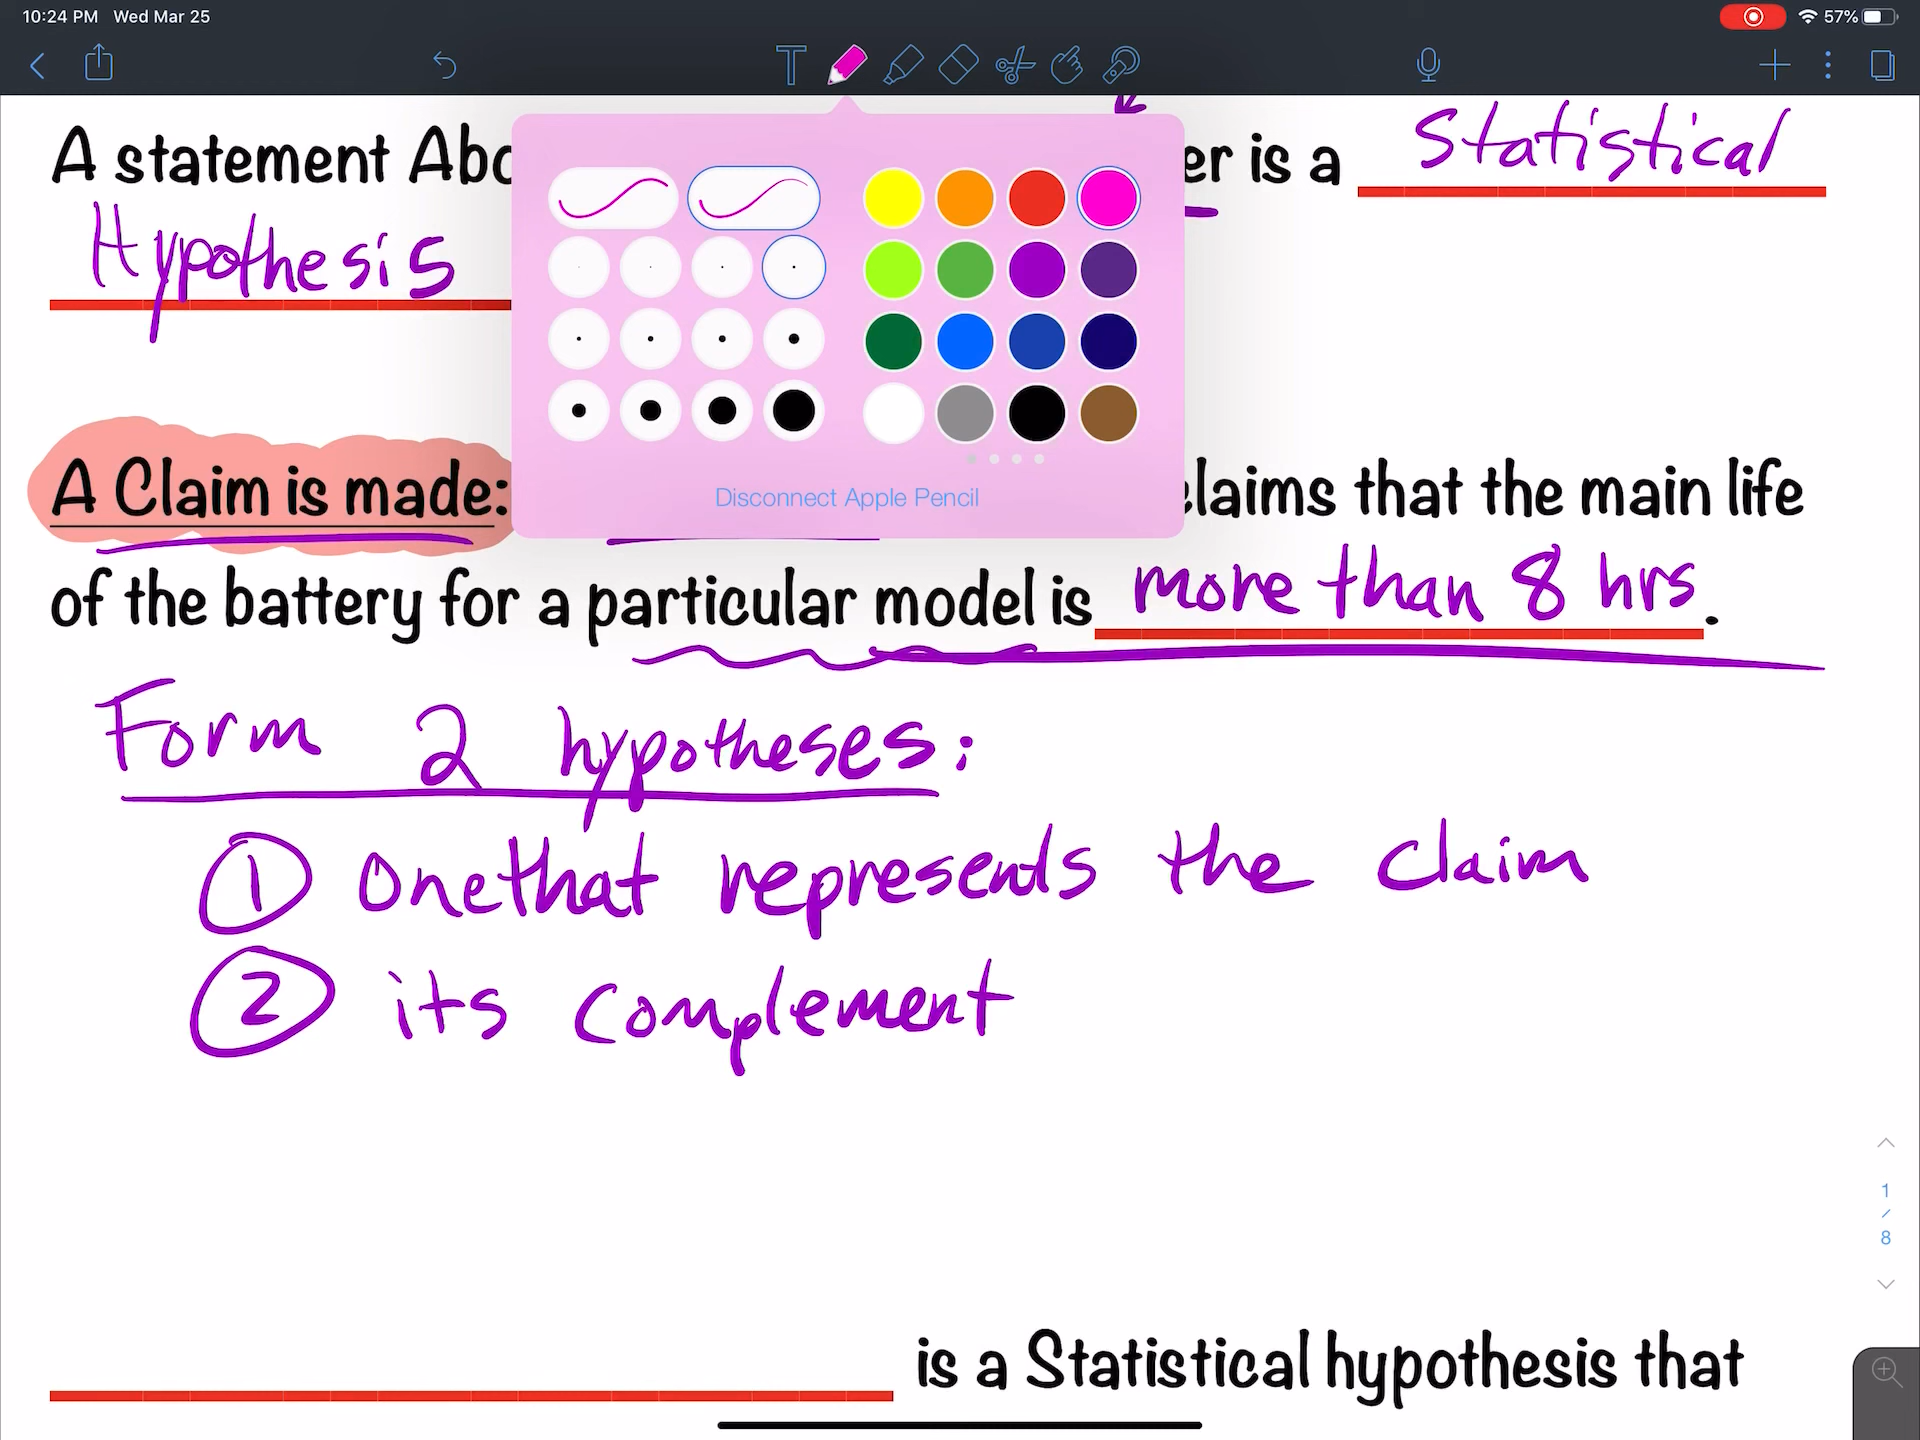 10:24 PM Wed Mar 25
57%
A statement Abo er is a Statistical
Hypothesis
Disconnect Apple Pencil
A Claim is made: claims that the main life
of the battery for a particular model is more than 8 hrs.
Form 2 hypotheses:
1 One that represents the claim
2 its complement
1
/
8
is a Statistical hypothesis that